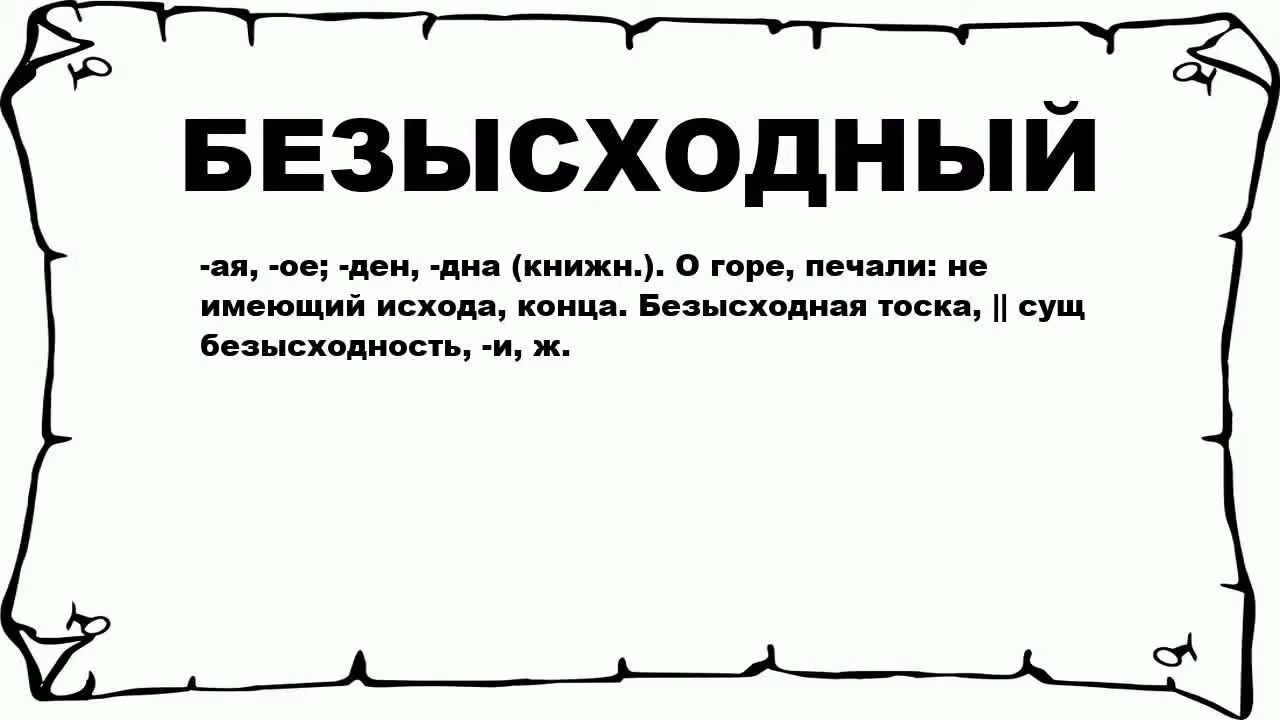 БЕЗЫСХОДНЫЙ
-ая, -ое; -ден, -дна (книжн.). О горе, печали: не
имеющий исхода, конца. Безысходная тоска, || сущ
безысходность, -и, ж.